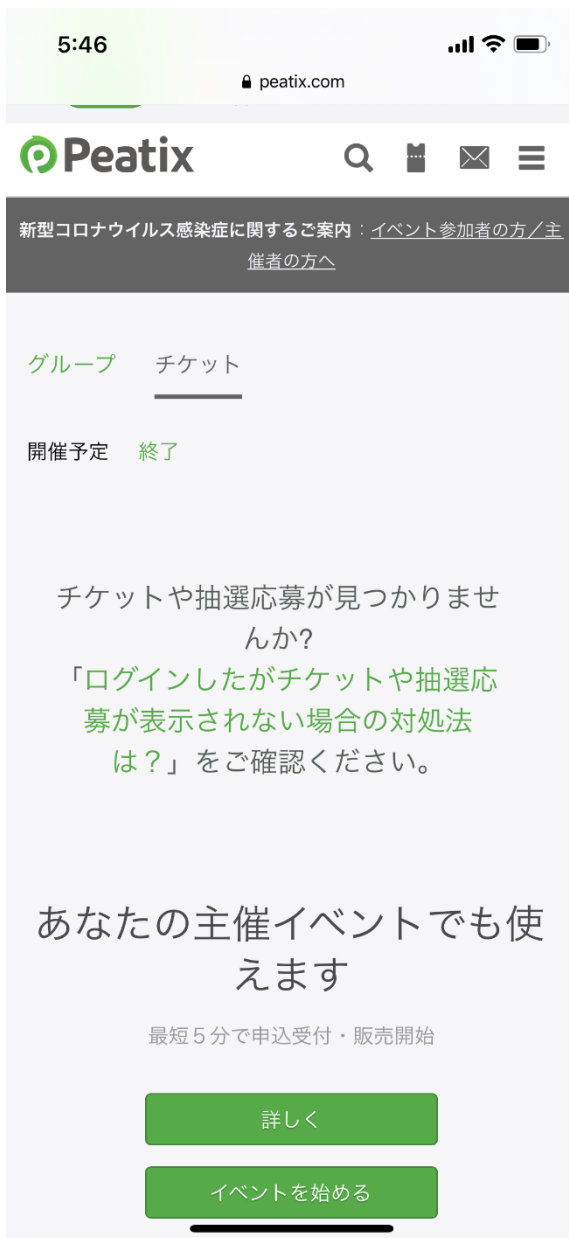 5:46
peatix.com
Peatix
新型コロナウイルス感染症に関するご案内：イベント参加者の方／主
催者の方へ
グループ チケット
開催予定 終了
チケットや抽選応募が見つかりませ
んか?
「ログインしたがチケットや抽選応
募が表示されない場合の対処法
は？」をご確認ください。
あなたの主催イベントでも使
えます
最短５分で申込受付・販売開始
詳しく
イベントを始める